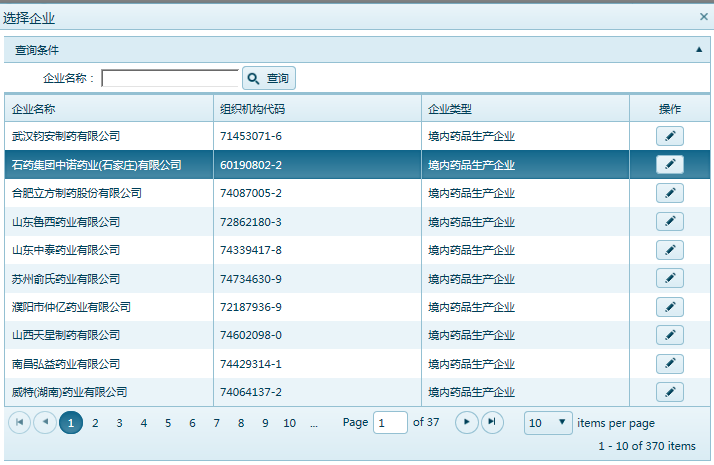 选择企业
查询条件
企业名称： 查询
企业名称 组织机构代码 企业类型 操作
武汉钧安制药有限公司 71453071-6 境内药品生产企业
石药集团中诺药业(石家庄)有限公司 60190802-2 境内药品生产企业
合肥立方制药股份有限公司 74087005-2 境内药品生产企业
山东鲁西药业有限公司 72862180-3 境内药品生产企业
山东中泰药业有限公司 74339417-8 境内药品生产企业
苏州俞氏药业有限公司 74734630-9 境内药品生产企业
濮阳市仲亿药业有限公司 72187936-9 境内药品生产企业
山西天星制药有限公司 74602098-0 境内药品生产企业
南昌弘益药业有限公司 74429314-1 境内药品生产企业
威特(湖南)药业有限公司 74064137-2 境内药品生产企业
1 2 3 4 5 6 7 8 9 10 ... Page 1 of 37 10 items per page
1 - 10 of 370 items